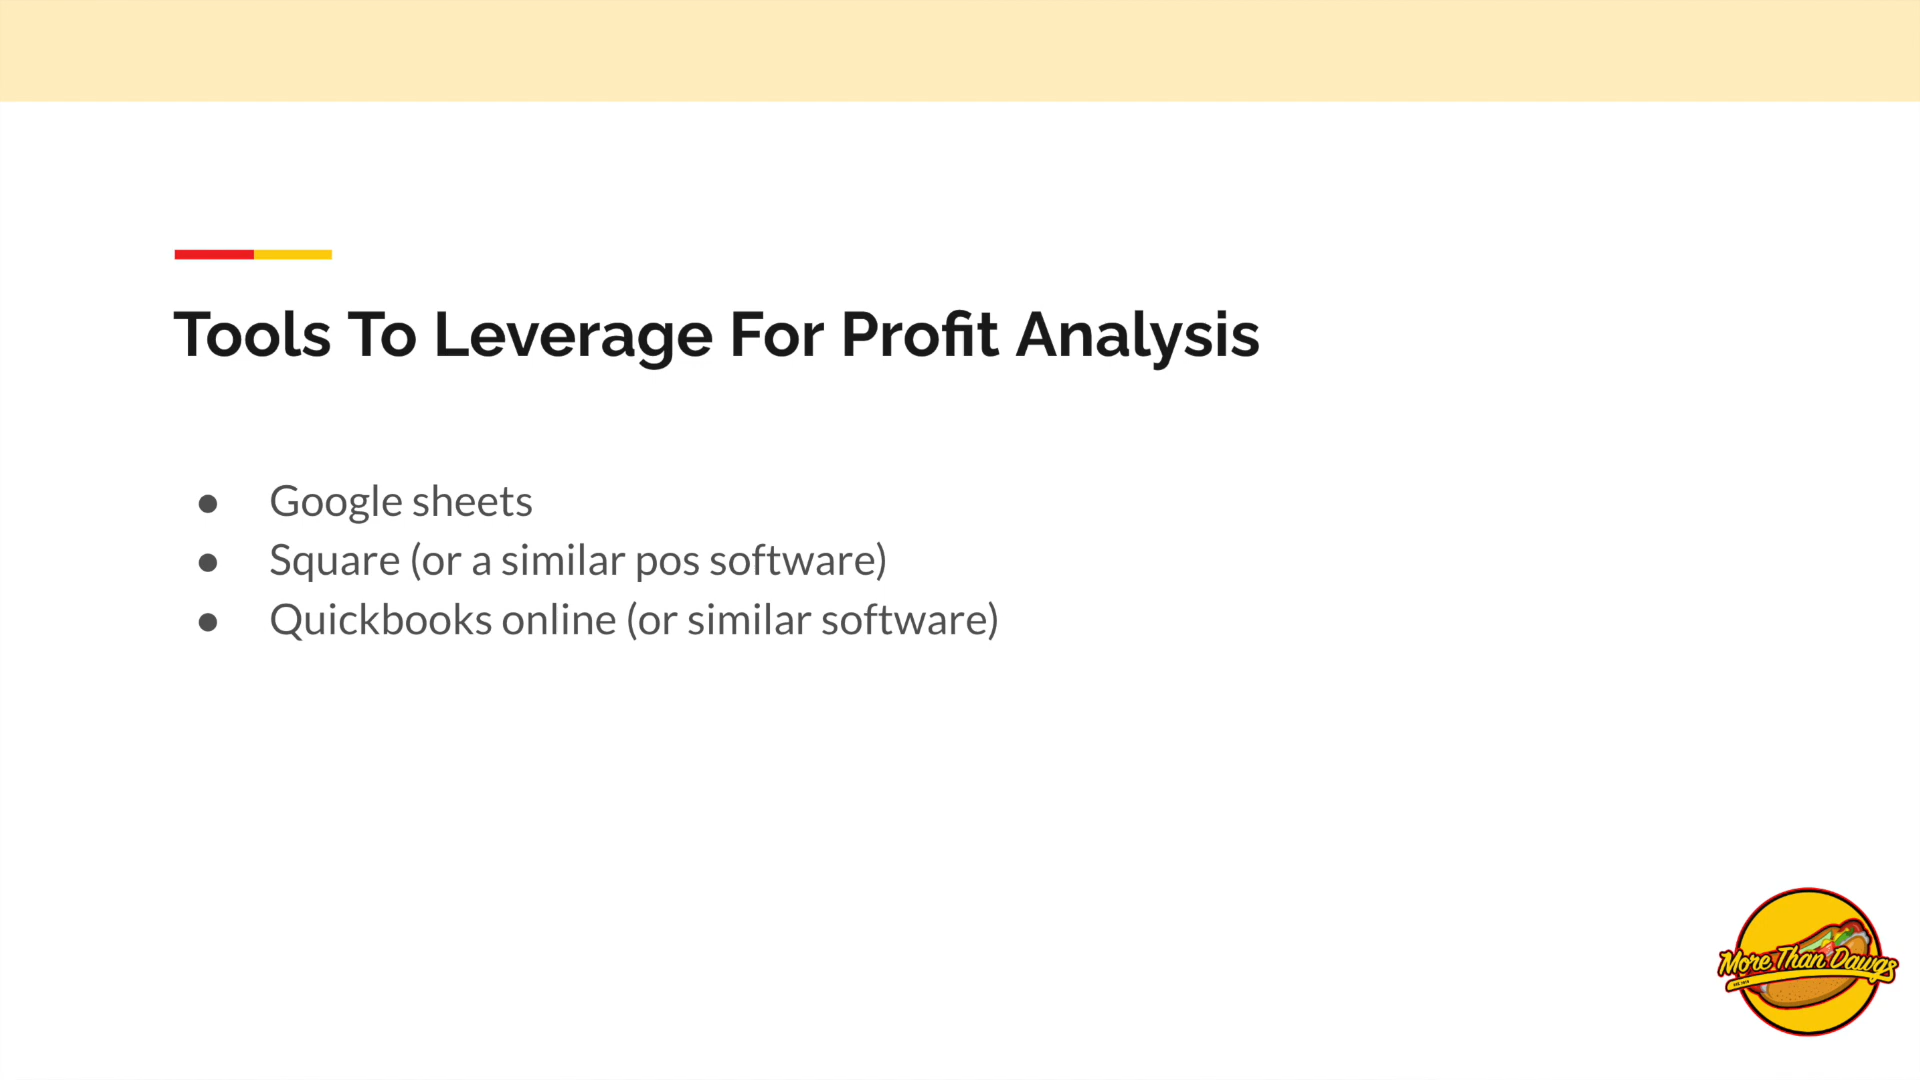 Tools To Leverage For Profit Analysis
● Google sheets
● Square (or a similar pos software)
● Quickbooks online (or similar software)
More Than Dawgs